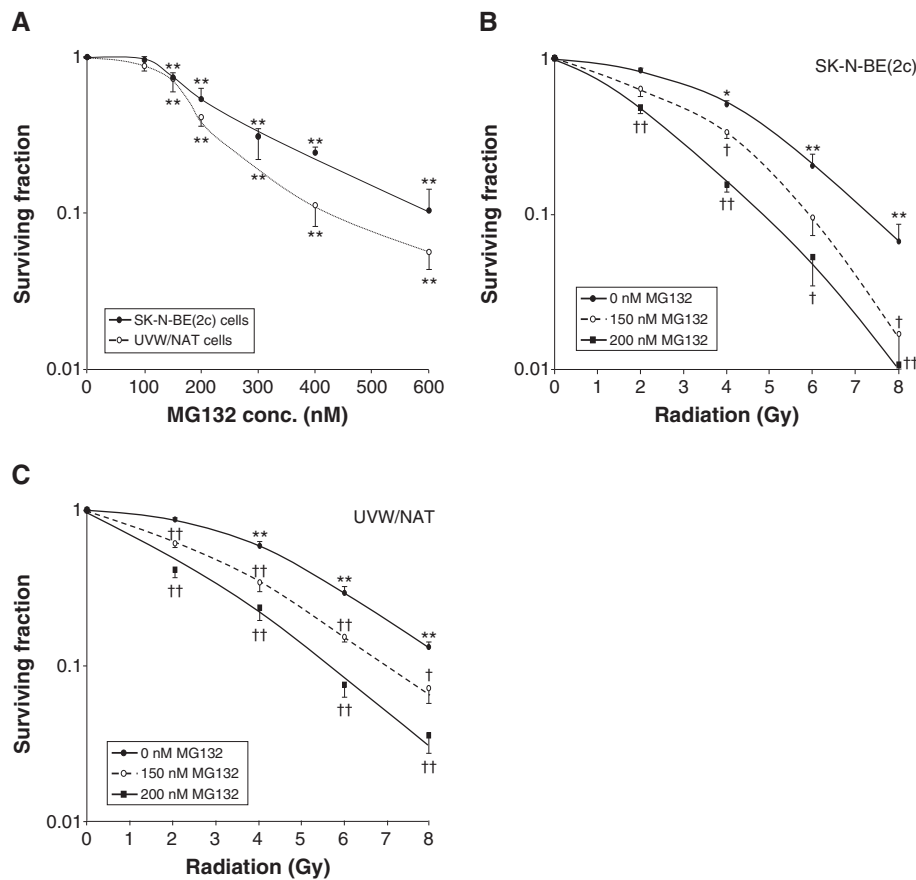 A
1
0.1
0.01
Surviving fraction
**
**
**
**
**
**
**
**
**
**
SK-N-BE(2c) cells
UVW/NAT cells
0 100 200 300 400 500 600
MG132 conc. (nM)
B
SK-N-BE(2c)
1
0.1
0.01
Surviving fraction
*
**
**
††
†
††
†
†
††
0 nM MG132
150 nM MG132
200 nM MG132
0 1 2 3 4 5 6 7 8
Radiation (Gy)
C
UVW/NAT
1
0.1
0.01
Surviving fraction
**
**
**
††
††
††
†
††
††
††
††
0 nM MG132
150 nM MG132
200 nM MG132
0 1 2 3 4 5 6 7 8
Radiation (Gy)